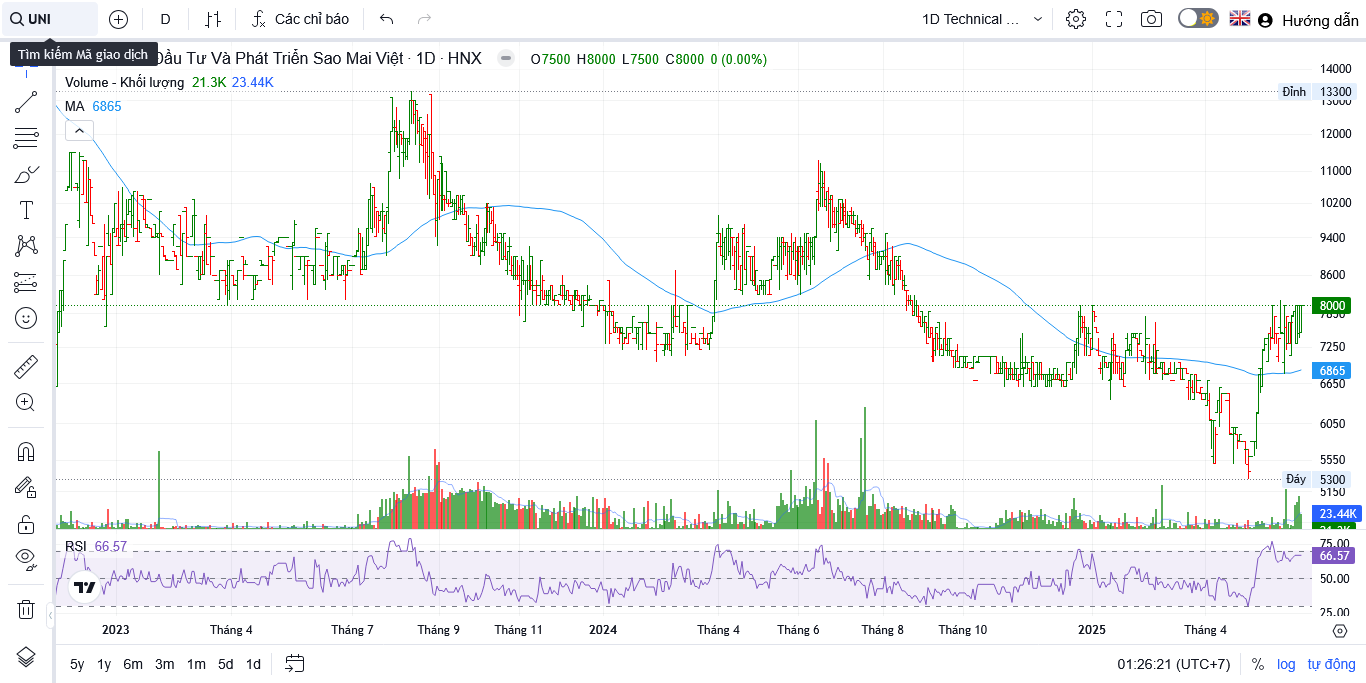 UNI
D
Các chỉ báo
1D Technical ...
Hướng dẫn
Tìm kiếm Mã giao dịch
Đầu Tư Và Phát Triển Sao Mai Việt · 1D · HNX
O7500 H8000 L7500 C8000 0 (0.00%)
Volume - Khối lượng 21.3K 23.44K
MA 6865
14000
Đỉnh 13300
13000
12000
11000
10200
9400
8600
8000
7850
7250
6865
6650
6050
5550
Đáy 5300
5150
23.44K
21.3K
RSI 66.57
75.00
66.57
50.00
25.00
2023 Tháng 4 Tháng 7 Tháng 9 Tháng 11 2024 Tháng 4 Tháng 6 Tháng 8 Tháng 10 2025 Tháng 4
5y 1y 6m 3m 1m 5d 1d
01:26:21 (UTC+7) % log tự động